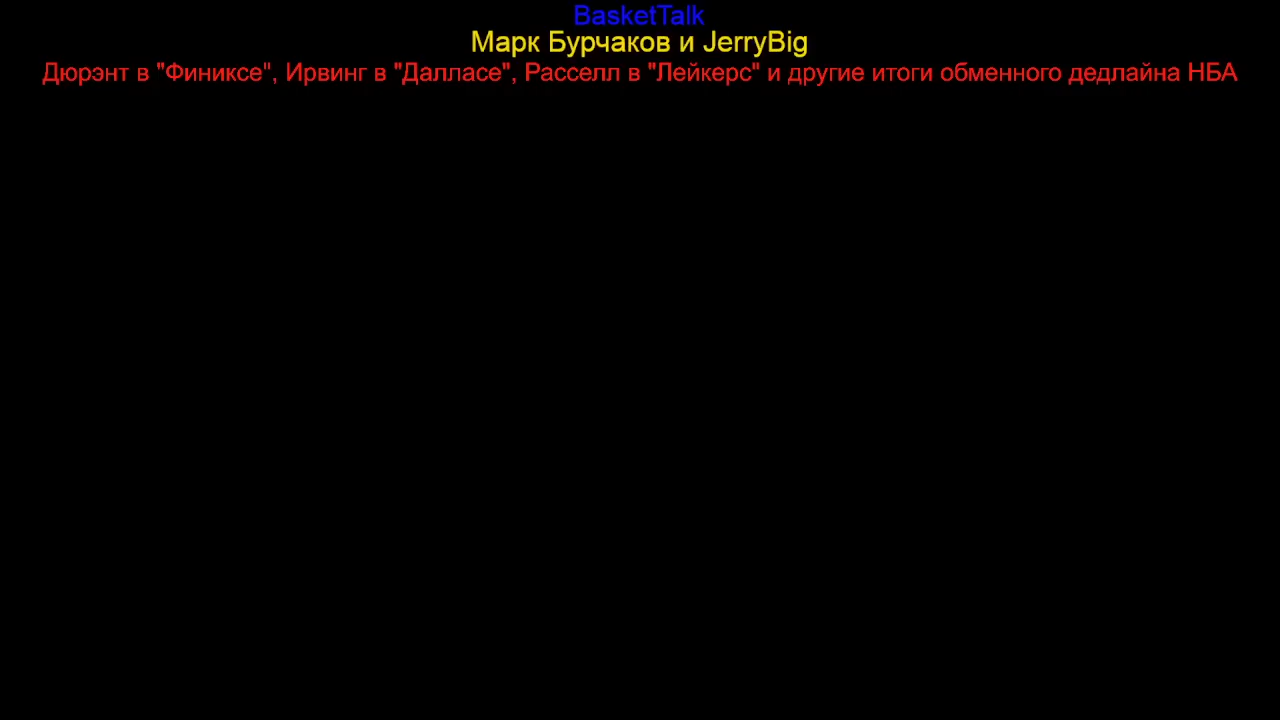 BasketTalk
Марк Бурчаков и JerryBig
Дюрэнт в "Финиксе", Ирвинг в "Далласе", Расселл в "Лейкерс" и другие итоги обменного дедлайна НБА